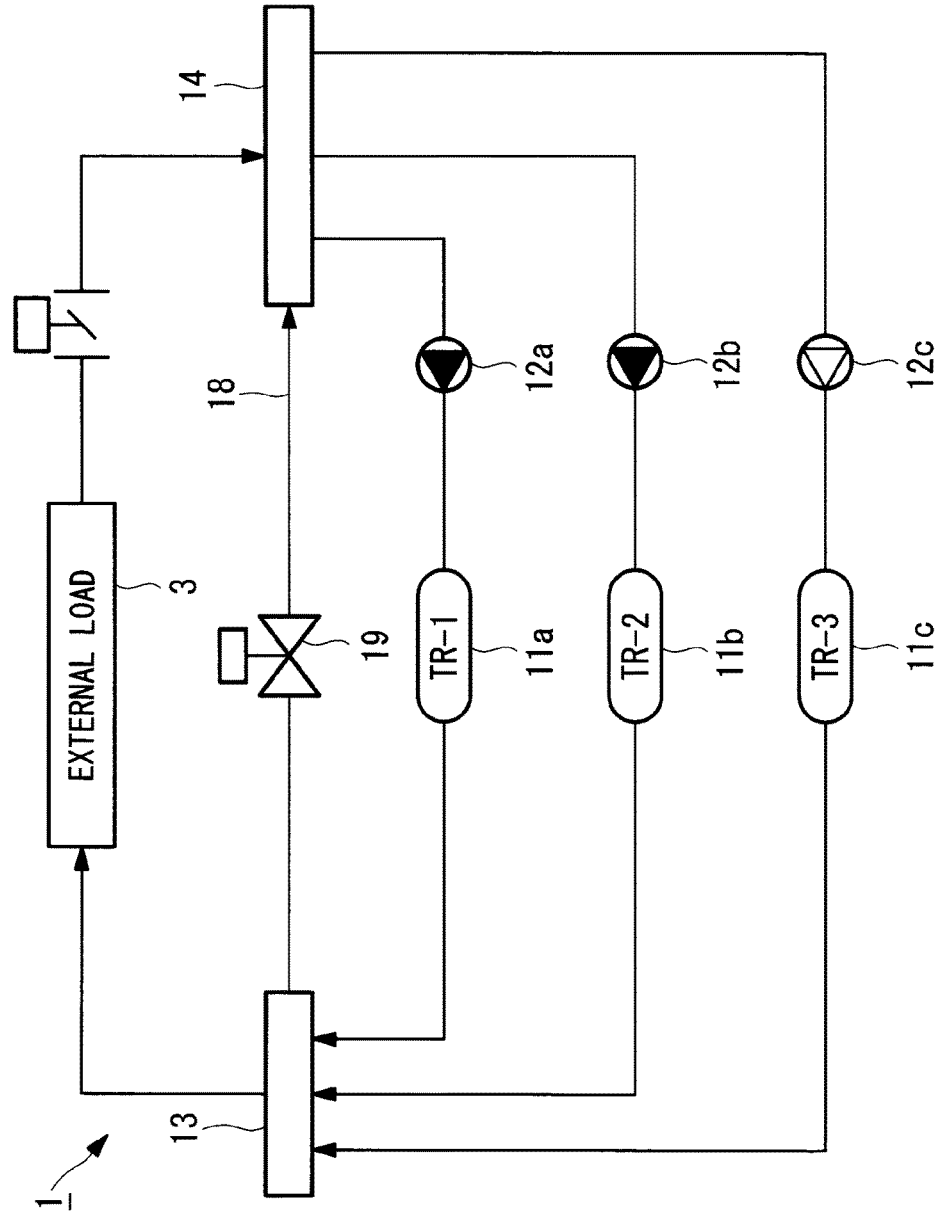 1
EXTERNAL LOAD
3
13
18
14
19
TR-1
11a
12a
TR-2
11b
12b
TR-3
11c
12c